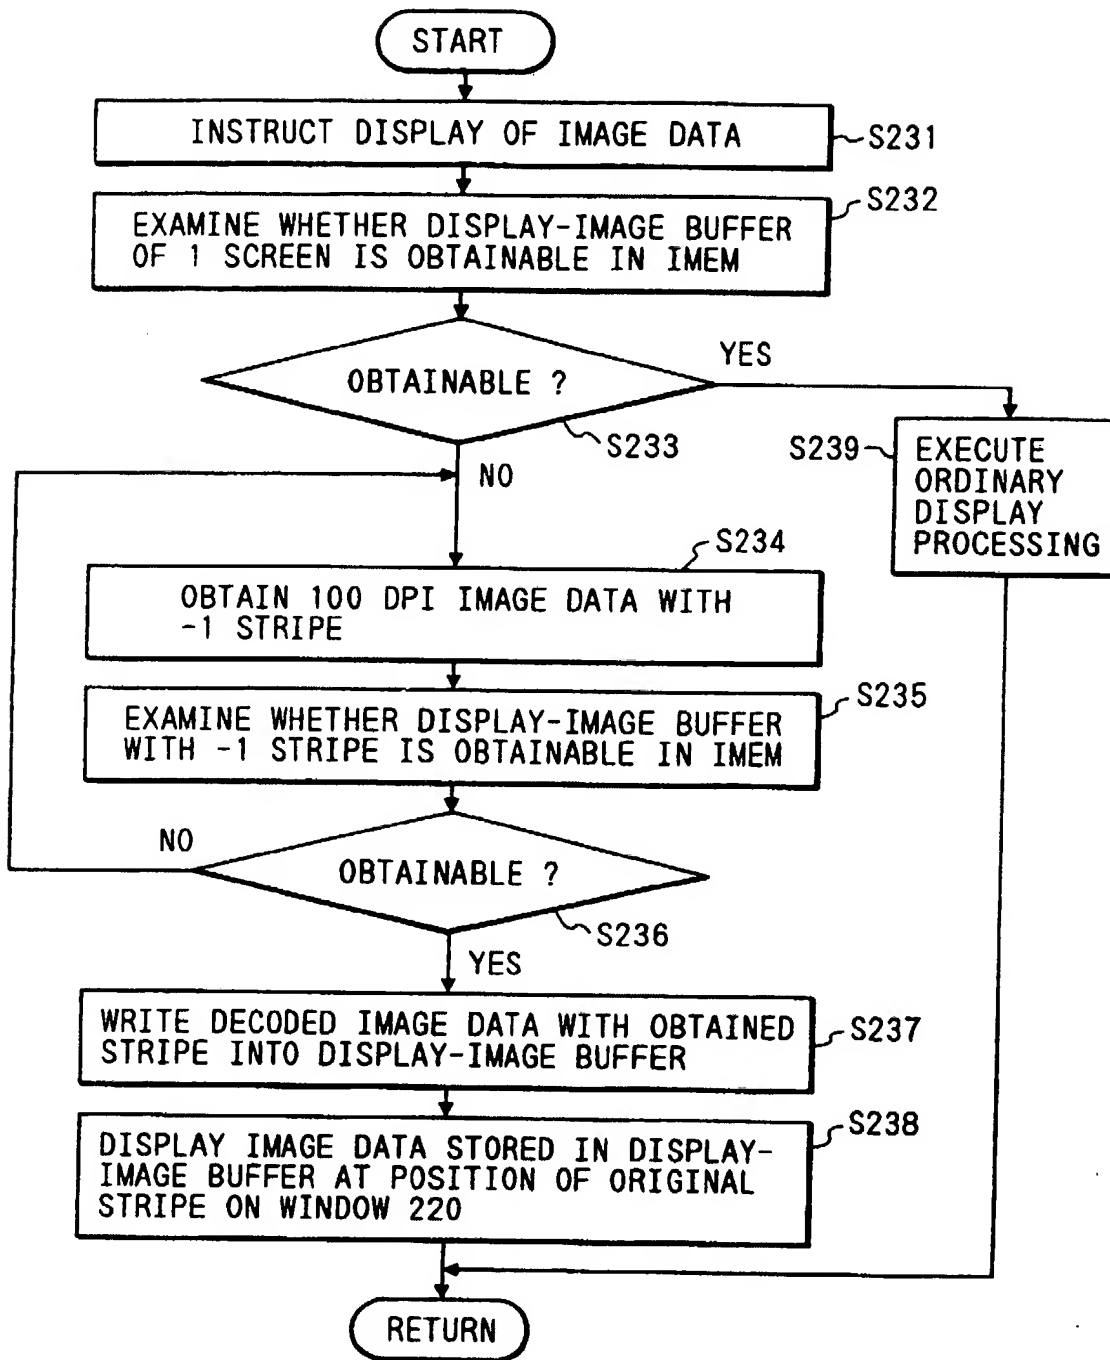 START
INSTRUCT DISPLAY OF IMAGE DATA
S231
S232
EXAMINE WHETHER DISPLAY-IMAGE BUFFER
OF 1 SCREEN IS OBTAINABLE IN IMEM
OBTAINABLE ?
YES
S233
NO
S239
EXECUTE
ORDINARY
DISPLAY
PROCESSING
S234
OBTAIN 100 DPI IMAGE DATA WITH
-1 STRIPE
S235
EXAMINE WHETHER DISPLAY-IMAGE BUFFER
WITH -1 STRIPE IS OBTAINABLE IN IMEM
NO
OBTAINABLE ?
S236
YES
WRITE DECODED IMAGE DATA WITH OBTAINED
STRIPE INTO DISPLAY-IMAGE BUFFER
S237
S238
DISPLAY IMAGE DATA STORED IN DISPLAY-
IMAGE BUFFER AT POSITION OF ORIGINAL
STRIPE ON WINDOW 220
RETURN